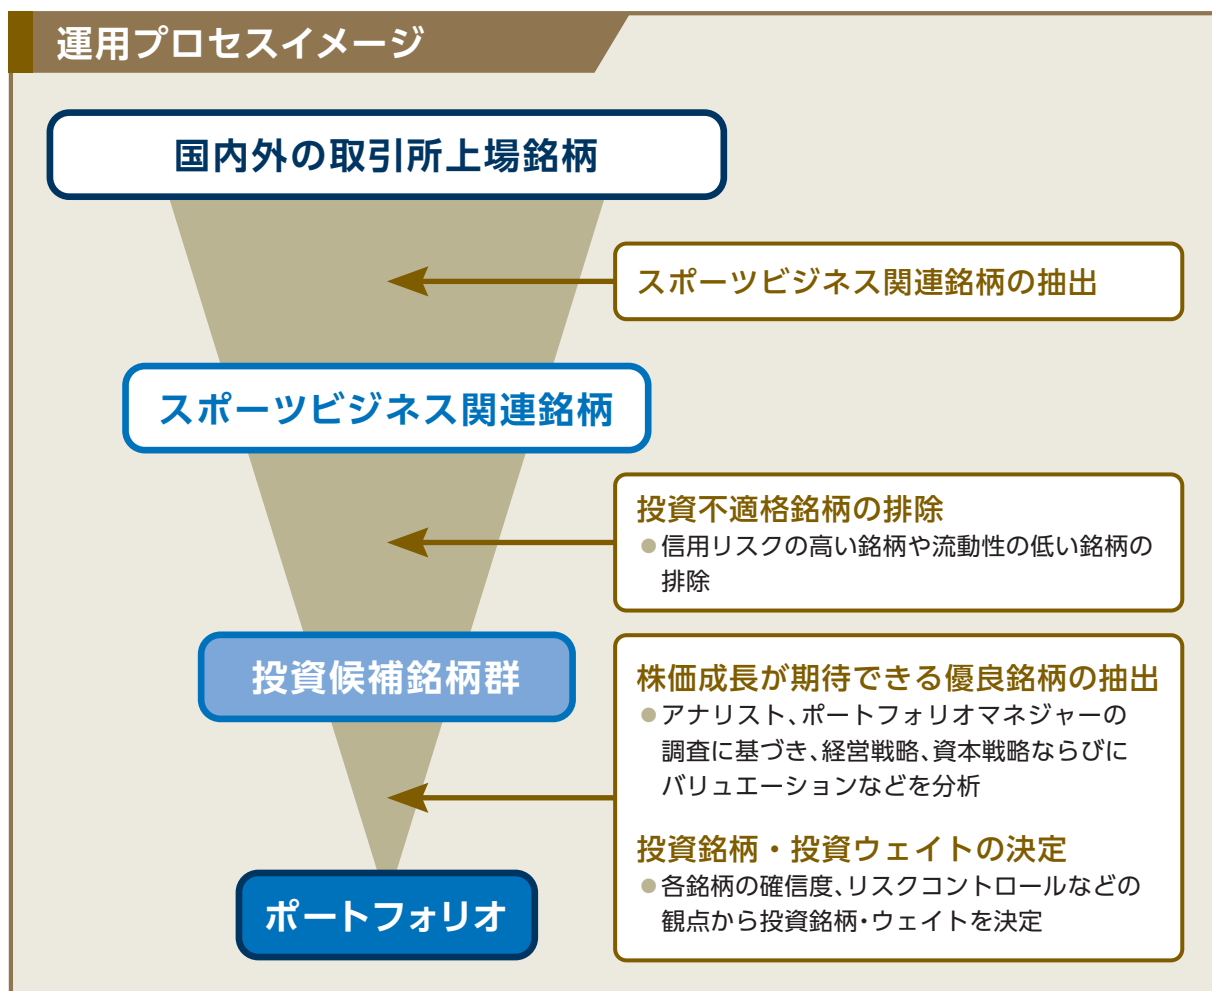 運用プロセスイメージ
国内外の取引所上場銘柄
スポーツビジネス関連銘柄の抽出
スポーツビジネス関連銘柄
投資不適格銘柄の排除
●信用リスクの高い銘柄や流動性の低い銘柄の
排除
投資候補銘柄群
株価成長が期待できる優良銘柄の抽出
●アナリスト、ポートフォリオマネジャーの
調査に基づき、経営戦略、資本戦略ならびに
バリュエーションなどを分析
投資銘柄・投資ウェイトの決定
●各銘柄の確信度、リスクコントロールなどの
観点から投資銘柄・ウェイトを決定
ポートフォリオ